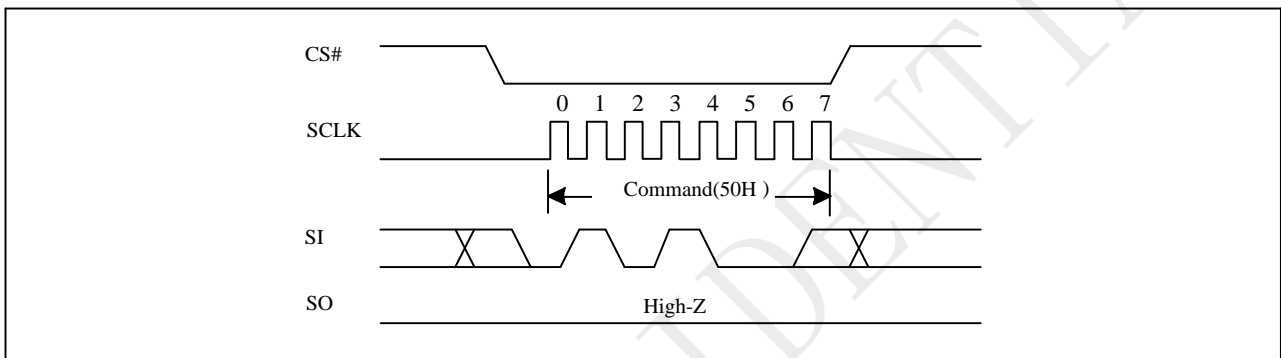 CS#
0 1 2 3 4 5 6 7
SCLK
Command(50H )
SI
SO High-Z